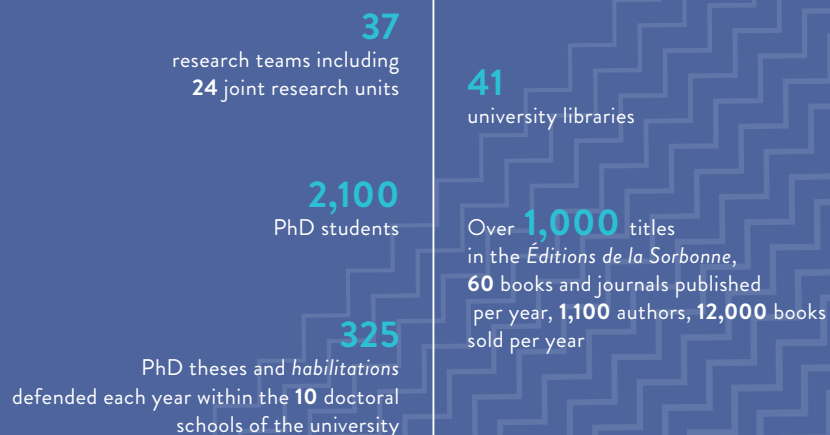 37
research teams including
24 joint research units
2,100
PhD students
325
PhD theses and habilitations
defended each year within the 10 doctoral
schools of the university
41
university libraries
Over 1,000 titles
in the Éditions de la Sorbonne,
60 books and journals published
per year, 1,100 authors, 12,000 books
sold per year